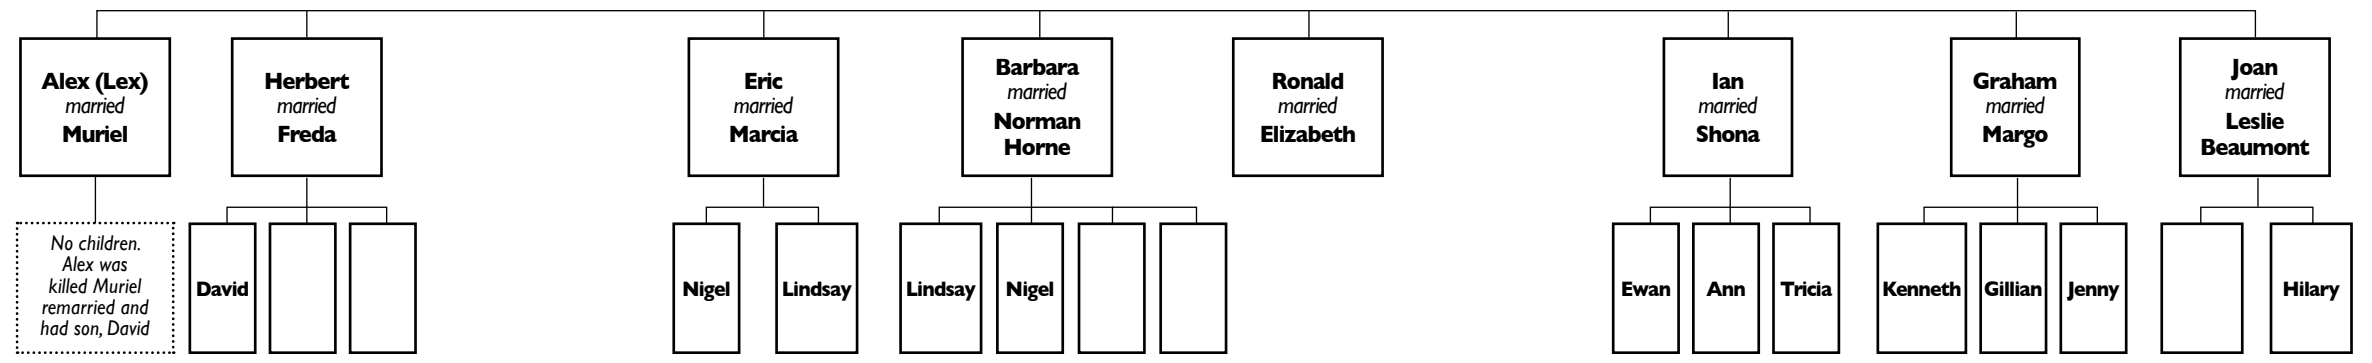 Alex (Lex)
married
Muriel
Herbert
married
Freda
Eric
married
Marcia
Barbara
married
Norman
Horne
Ronald
married
Elizabeth
Ian
married
Shona
Graham
married
Margo
Joan
married
Leslie
Beaumont
No children.
Alex was
killed Muriel
remarried and
had son, David
David
Nigel
Lindsay
Lindsay
Nigel
Ewan
Ann
Tricia
Kenneth
Gillian
Jenny
Hilary